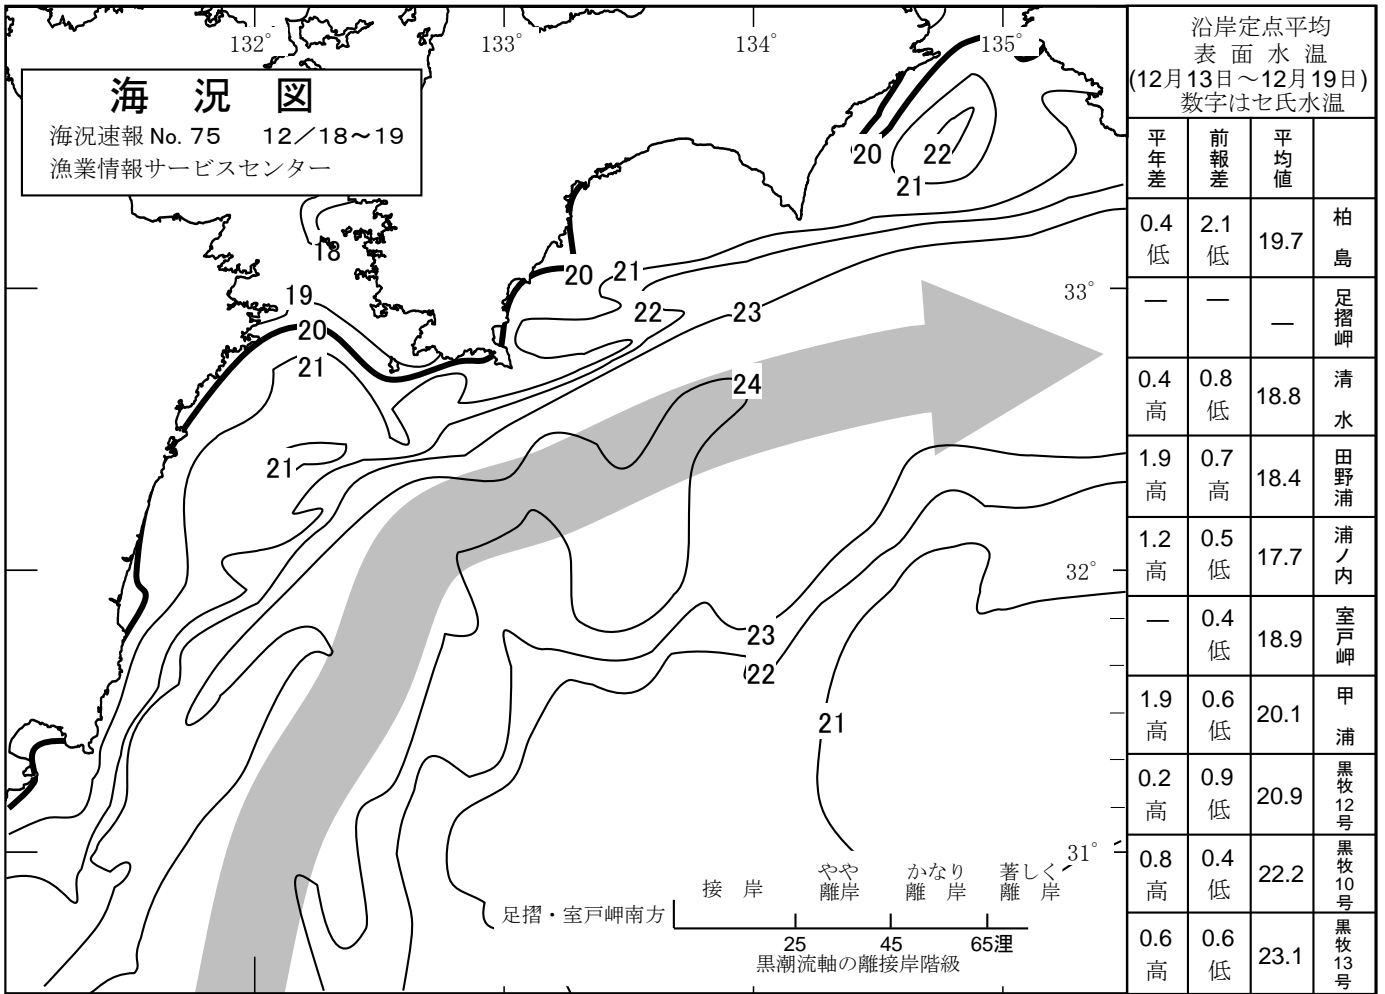 132°
133°
134°
135°
海 況 図
海況速報 No. 75 12／18～19
漁業情報サービスセンター
20
22
21
18
19
20
21
20
21
22
23
33°
24
21
32°
23
22
21
31°
接 岸
やや
離岸
かなり
離 岸
著しく
離 岸
足摺・室戸岬南方
25
45
65浬
黒潮流軸の離接岸階級
沿岸定点平均
表 面 水 温
(12月13日～12月19日)
数字はセ氏水温
平年差 前報差 平均値
0.4低 2.1低 19.7 柏島
― ― ― 足摺岬
0.4高 0.8低 18.8 清水
1.9高 0.7高 18.4 田野浦
1.2高 0.5低 17.7 浦ノ内
― 0.4低 18.9 室戸岬
1.9高 0.6低 20.1 甲浦
0.2高 0.9低 20.9 黒牧12号
0.8高 0.4低 22.2 黒牧10号
0.6高 0.6低 23.1 黒牧13号